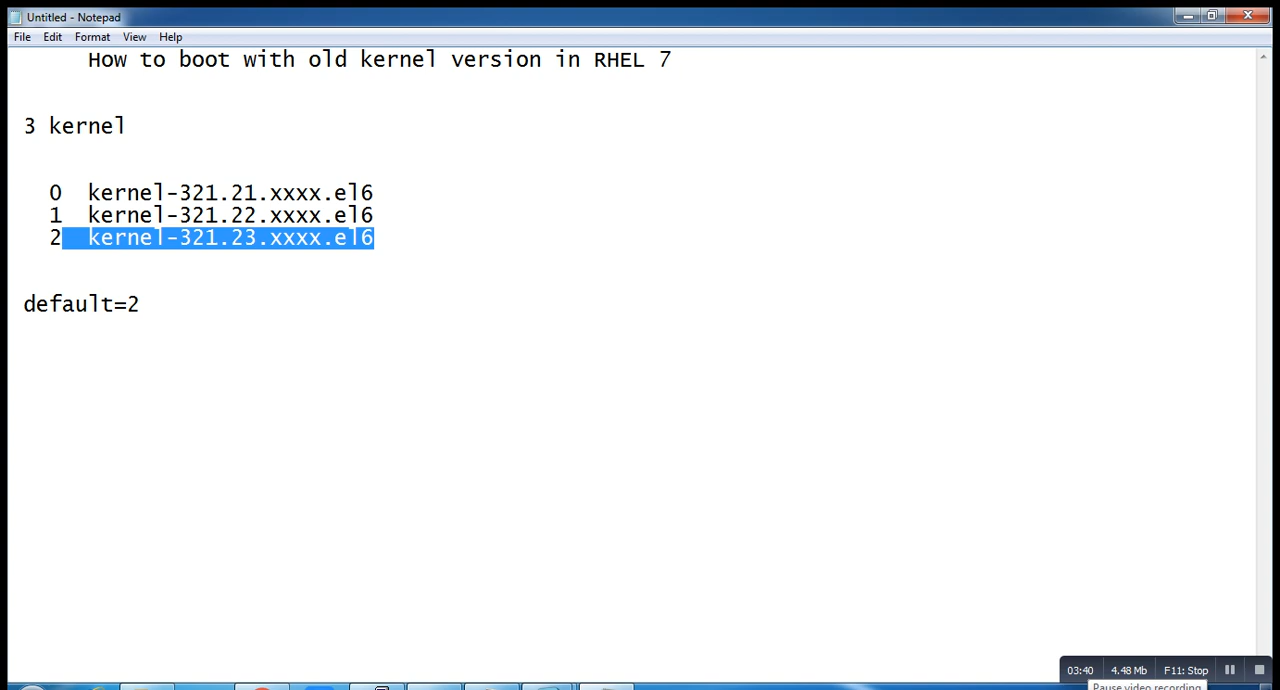 Untitled - Notepad
File Edit Format View Help
How to boot with old kernel version in RHEL 7
3 kernel
0 kernel-321.21.xxxx.el6
1 kernel-321.22.xxxx.el6
2 kernel-321.23.xxxx.el6
default=2
03:40 4.48 Mb F11: Stop
Pause video recording